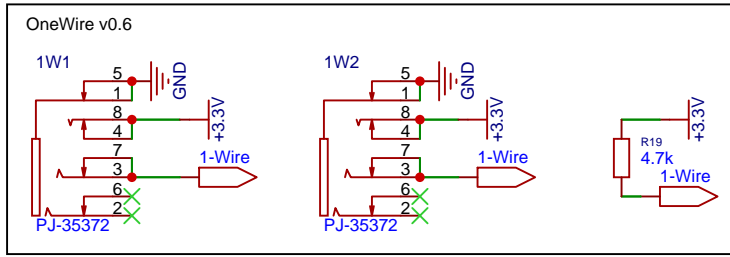 OneWire v0.6
1W1
5
1
8
4
7
3
6
2
GND
+3.3V
1-Wire
PJ-35372
1W2
5
1
8
4
7
3
6
2
GND
+3.3V
1-Wire
PJ-35372
+3.3V
R19
4.7k
1-Wire